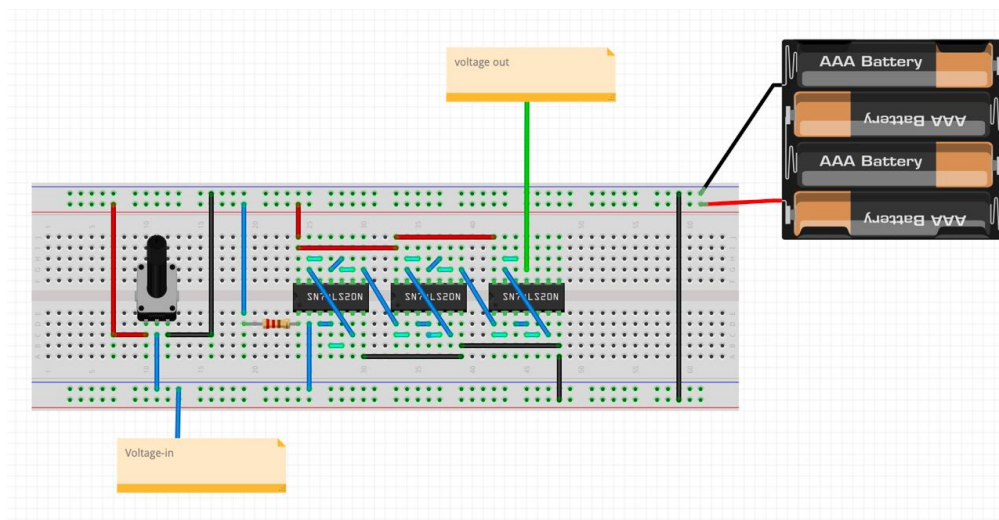 voltage out
AAA Battery
AAA Battery
AAA Battery
AAA Battery
SN74LS20N
SN74LS20N
SN74LS20N
Voltage-in